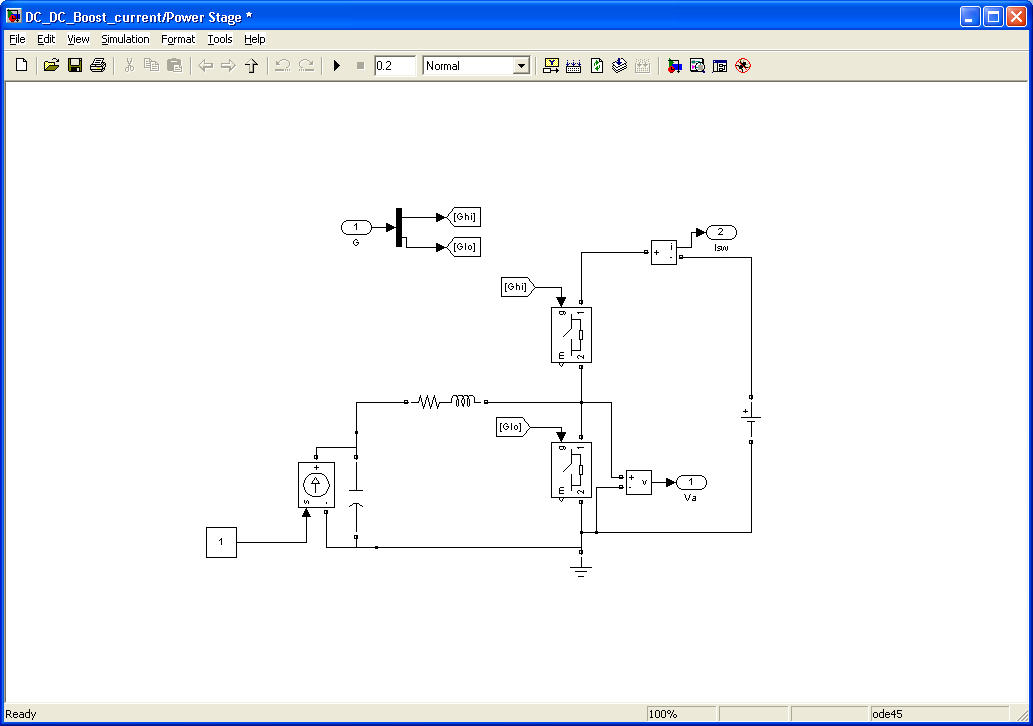 DC_DC_Boost_current/Power Stage *
File Edit View Simulation Format Tools Help
0.2 Normal
1
G
[Ghi]
[Glo]
2
Isw
+ i -
[Ghi]
g 1
m 2
+
[Glo]
g 1
m 2
+ v -
1
Va
+
s -
1
Ready 100% ode45